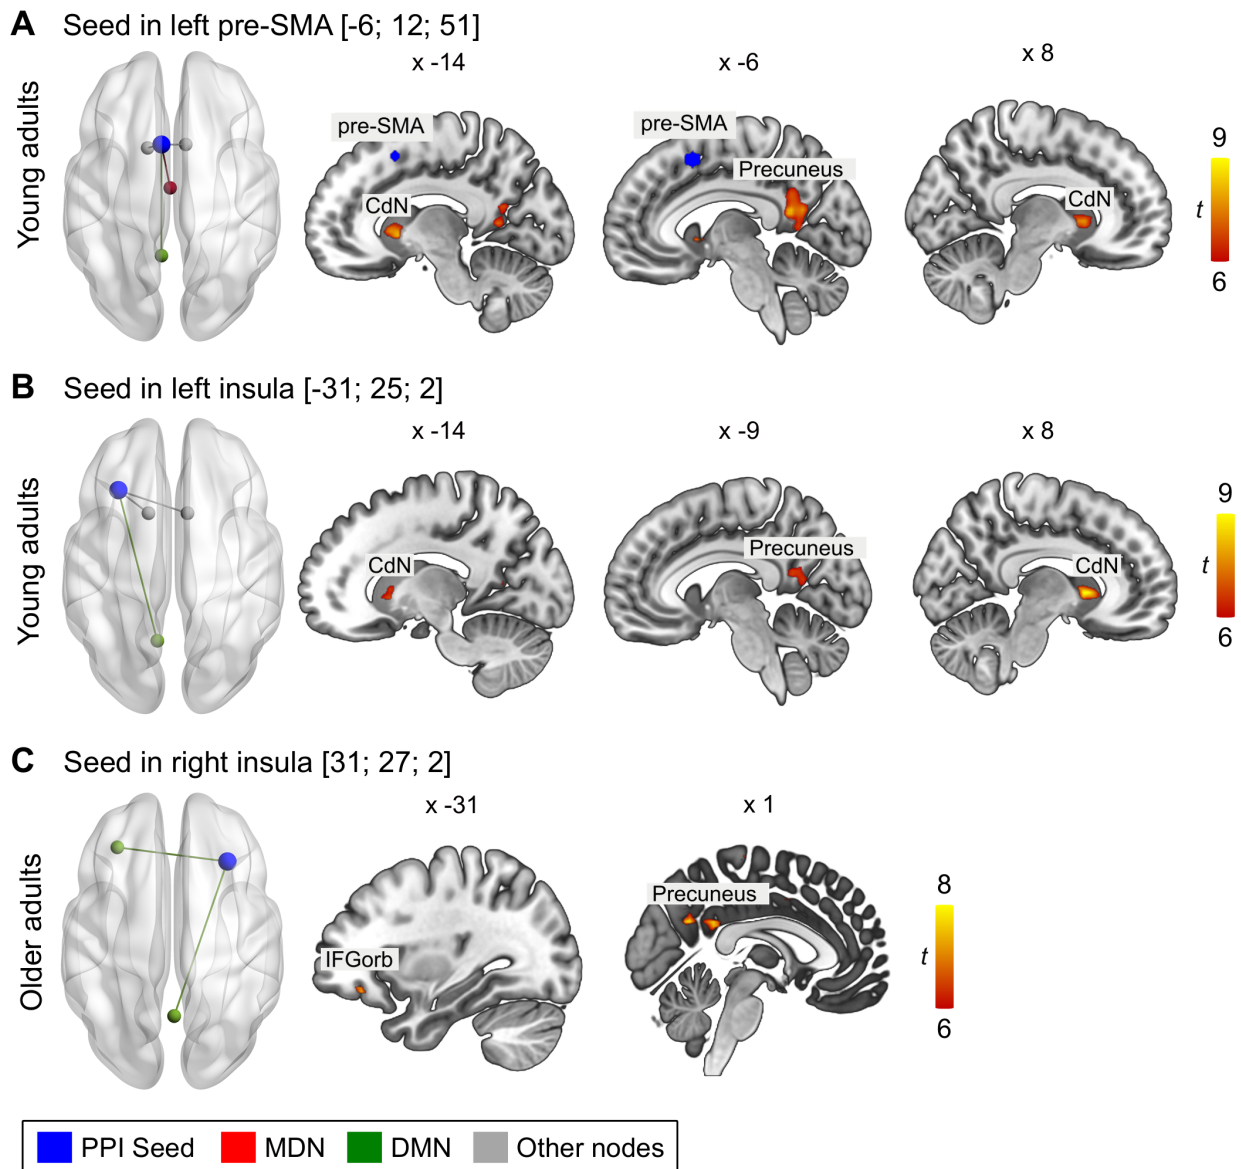 A Seed in left pre-SMA [-6; 12; 51]
Young adults
x -14
x -6
x 8
pre-SMA
CdN
pre-SMA
Precuneus
CdN
9
t
6
B Seed in left insula [-31; 25; 2]
Young adults
x -14
x -9
x 8
CdN
Precuneus
CdN
9
t
6
C Seed in right insula [31; 27; 2]
Older adults
x -31
x 1
IFGorb
Precuneus
8
t
6
PPI Seed MDN DMN Other nodes